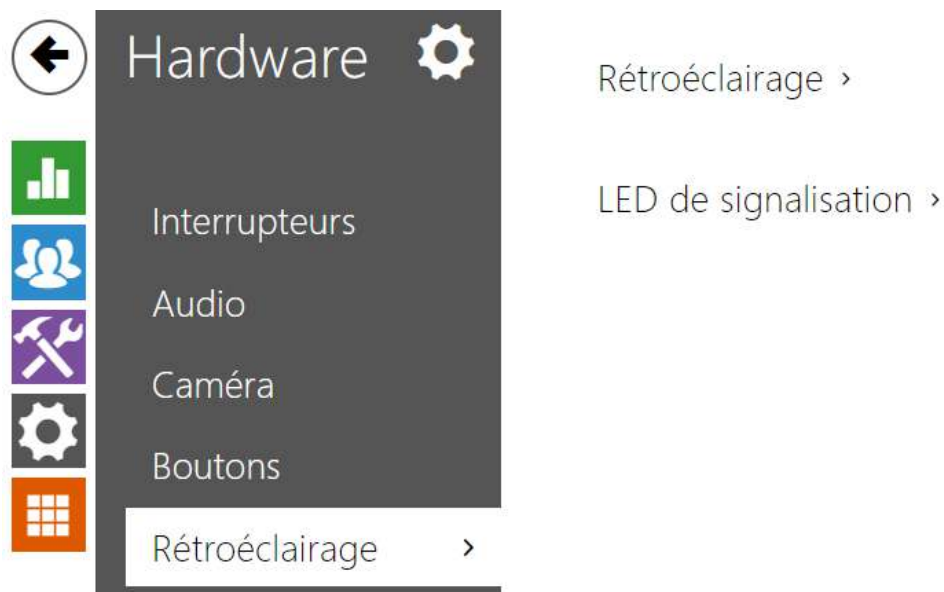 Hardware
Interrupteurs
Audio
Caméra
Boutons
Rétroéclairage ›
Rétroéclairage ›
LED de signalisation ›